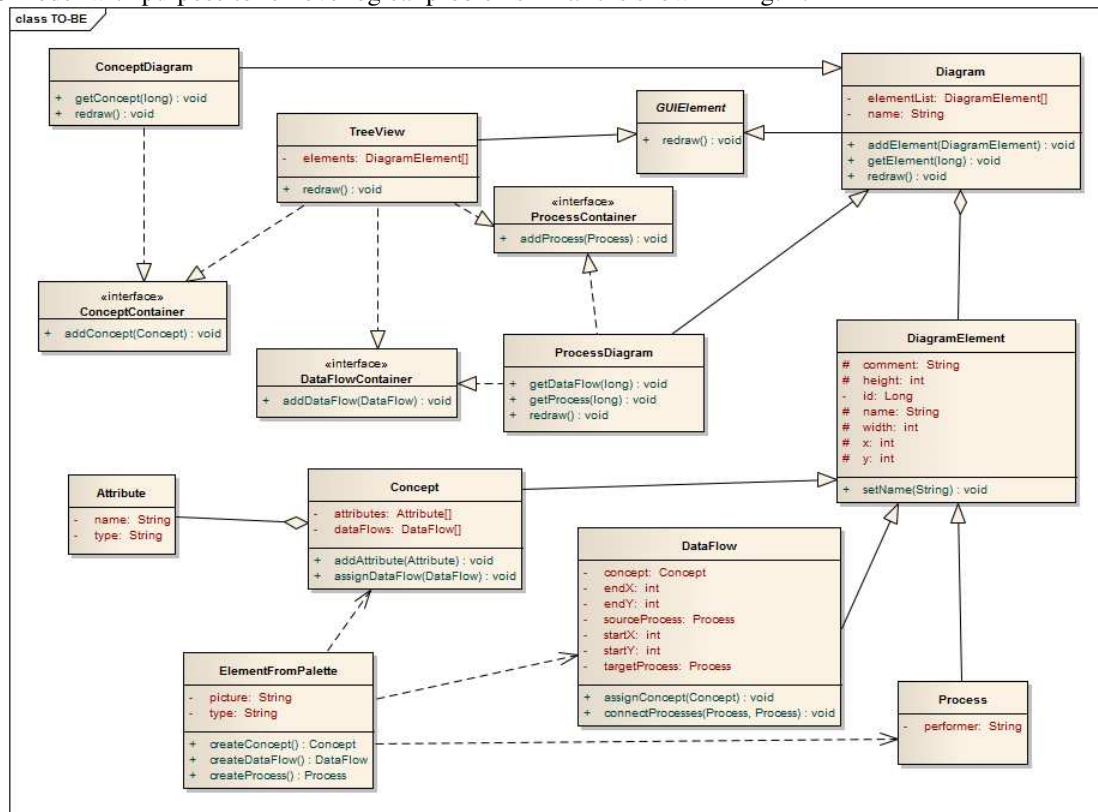 class TO-BE
ConceptDiagram
+ getConcept(long) : void
+ redraw() : void
Diagram
- elementList: DiagramElement[]
- name: String
+ addElement(DiagramElement) : void
+ getElement(long) : void
+ redraw() : void
GUIElement
+ redraw() : void
TreeView
- elements: DiagramElement[]
+ redraw() : void
«interface»
ProcessContainer
+ addProcess(Process) : void
«interface»
ConceptContainer
+ addConcept(Concept) : void
«interface»
DataFlowContainer
+ addDataFlow(DataFlow) : void
ProcessDiagram
+ getDataFlow(long) : void
+ getProcess(long) : void
+ redraw() : void
DiagramElement
# comment: String
# height: int
- id: Long
# name: String
# width: int
# x: int
# y: int
+ setName(String) : void
Attribute
- name: String
- type: String
Concept
- attributes: Attribute[]
- dataFlows: DataFlow[]
+ addAttribute(Attribute) : void
+ assignDataFlow(DataFlow) : void
DataFlow
- concept: Concept
- endX: int
- endY: int
- sourceProcess: Process
- startX: int
- startY: int
- targetProcess: Process
+ assignConcept(Concept) : void
+ connectProcesses(Process, Process) : void
ElementFromPalette
- picture: String
- type: String
+ createConcept() : Concept
+ createDataFlow() : DataFlow
+ createProcess() : Process
Process
- performer: String